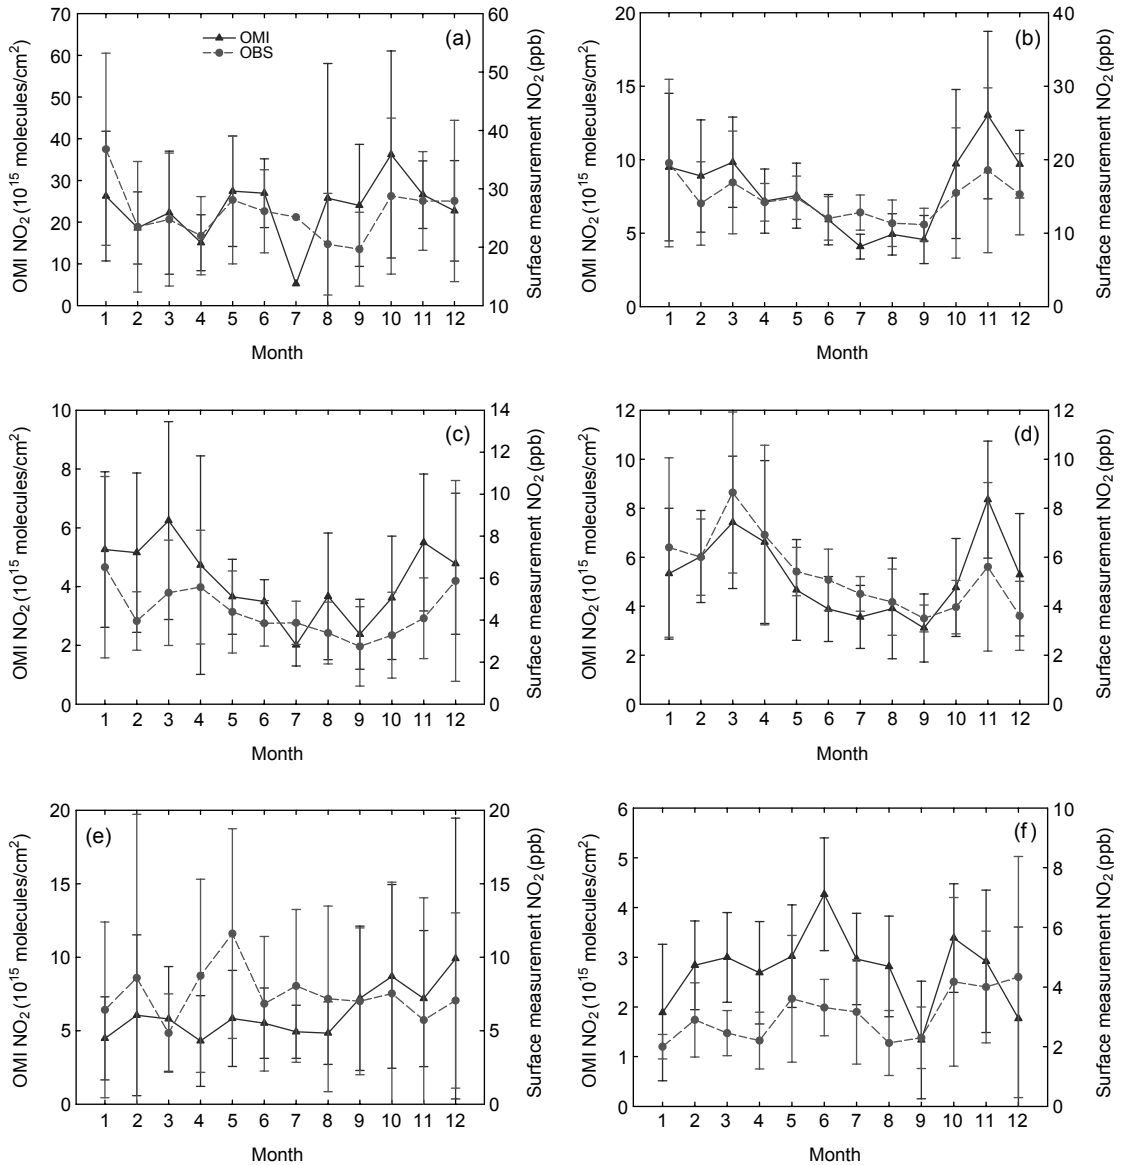 70 60 20 40
60 50 15 30
50 40 10 20
40 30 5 10
30 20 0 0
20 10
10
0
OMI NO2 (10^15 molecules/cm^2)
OMI
OBS
(a)
Surface measurement NO2 (ppb)
1 2 3 4 5 6 7 8 9 10 11 12
Month
OMI NO2 (10^15 molecules/cm^2)
(b)
Surface measurement NO2 (ppb)
1 2 3 4 5 6 7 8 9 10 11 12
Month
10 14 12 12
8 12 10 10
6 10 8 8
4 8 6 6
2 6 4 4
0 4 2 2
2 0 0
0
OMI NO2 (10^15 molecules/cm^2)
(c)
Surface measurement NO2 (ppb)
1 2 3 4 5 6 7 8 9 10 11 12
Month
OMI NO2 (10^15 molecules/cm^2)
(d)
Surface measurement NO2 (ppb)
1 2 3 4 5 6 7 8 9 10 11 12
Month
20 20 6 10
15 15 5 8
10 10 4 6
5 5 3 4
0 0 2 2
1 0
0
OMI NO2 (10^15 molecules/cm^2)
(e)
Surface measurement NO2 (ppb)
1 2 3 4 5 6 7 8 9 10 11 12
Month
OMI NO2 (10^15 molecules/cm^2)
(f)
Surface measurement NO2 (ppb)
1 2 3 4 5 6 7 8 9 10 11 12
Month